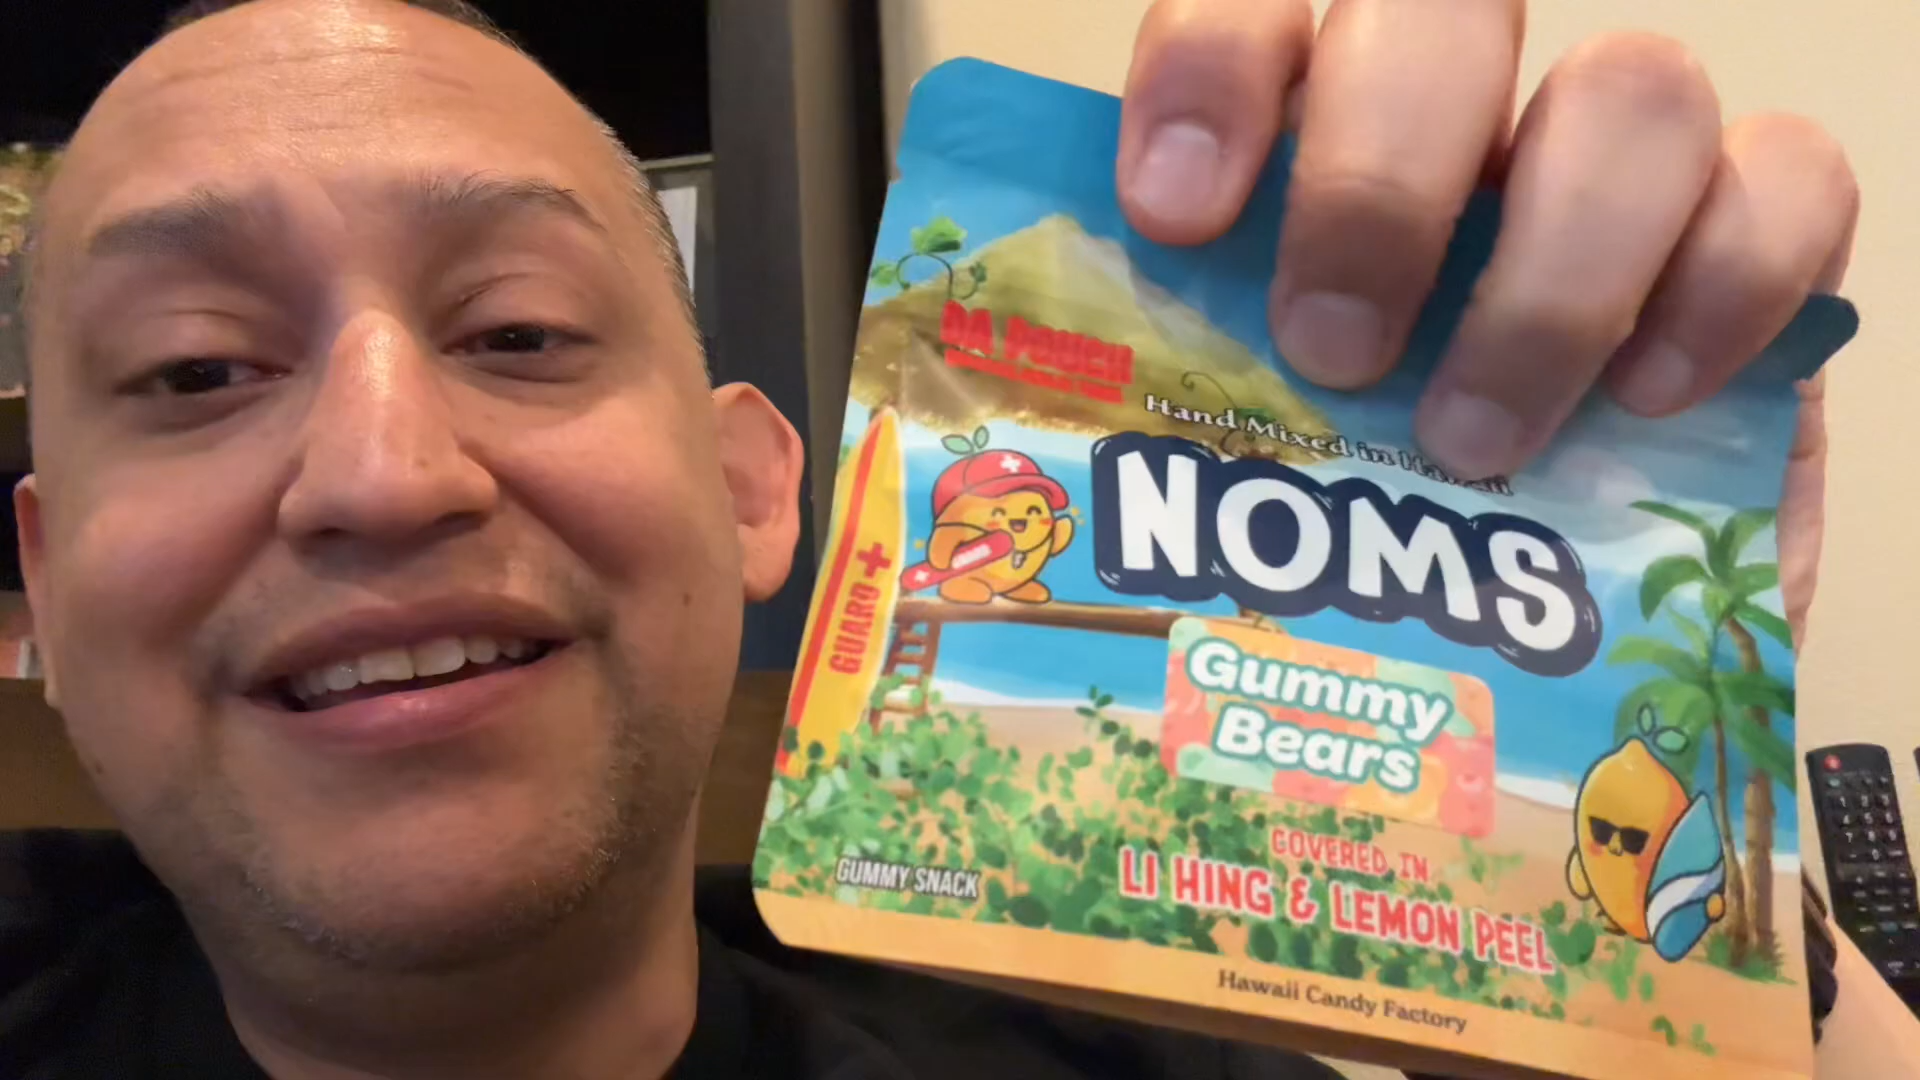 DA POUCH
Hand Mixed in Hawaii
NOMS
Gummy
Bears
GUARD
COVERED IN
LI HING & LEMON PEEL
GUMMY SNACK
Hawaii Candy Factory